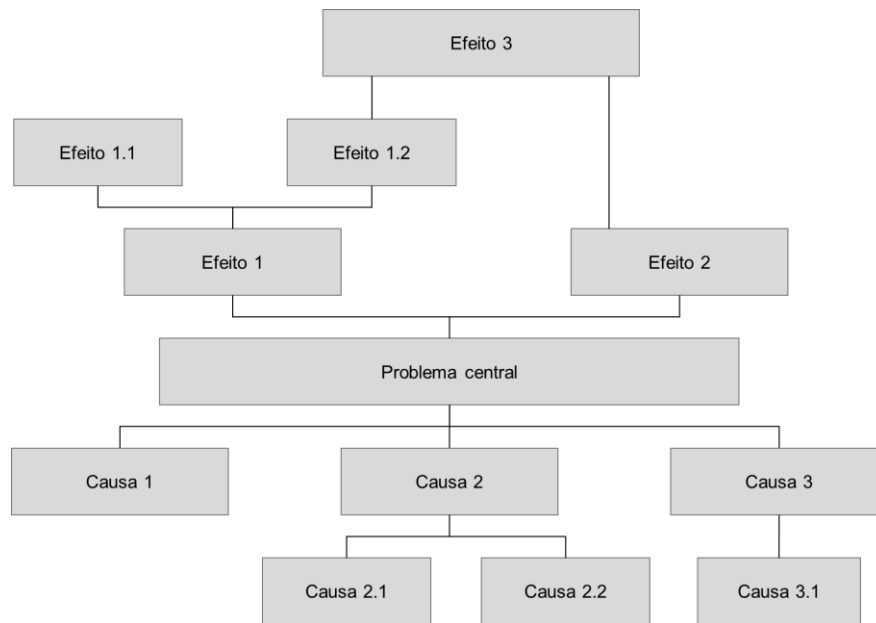 Efeito 3
Efeito 1.1
Efeito 1.2
Efeito 1
Efeito 2
Problema central
Causa 1
Causa 2
Causa 3
Causa 2.1
Causa 2.2
Causa 3.1